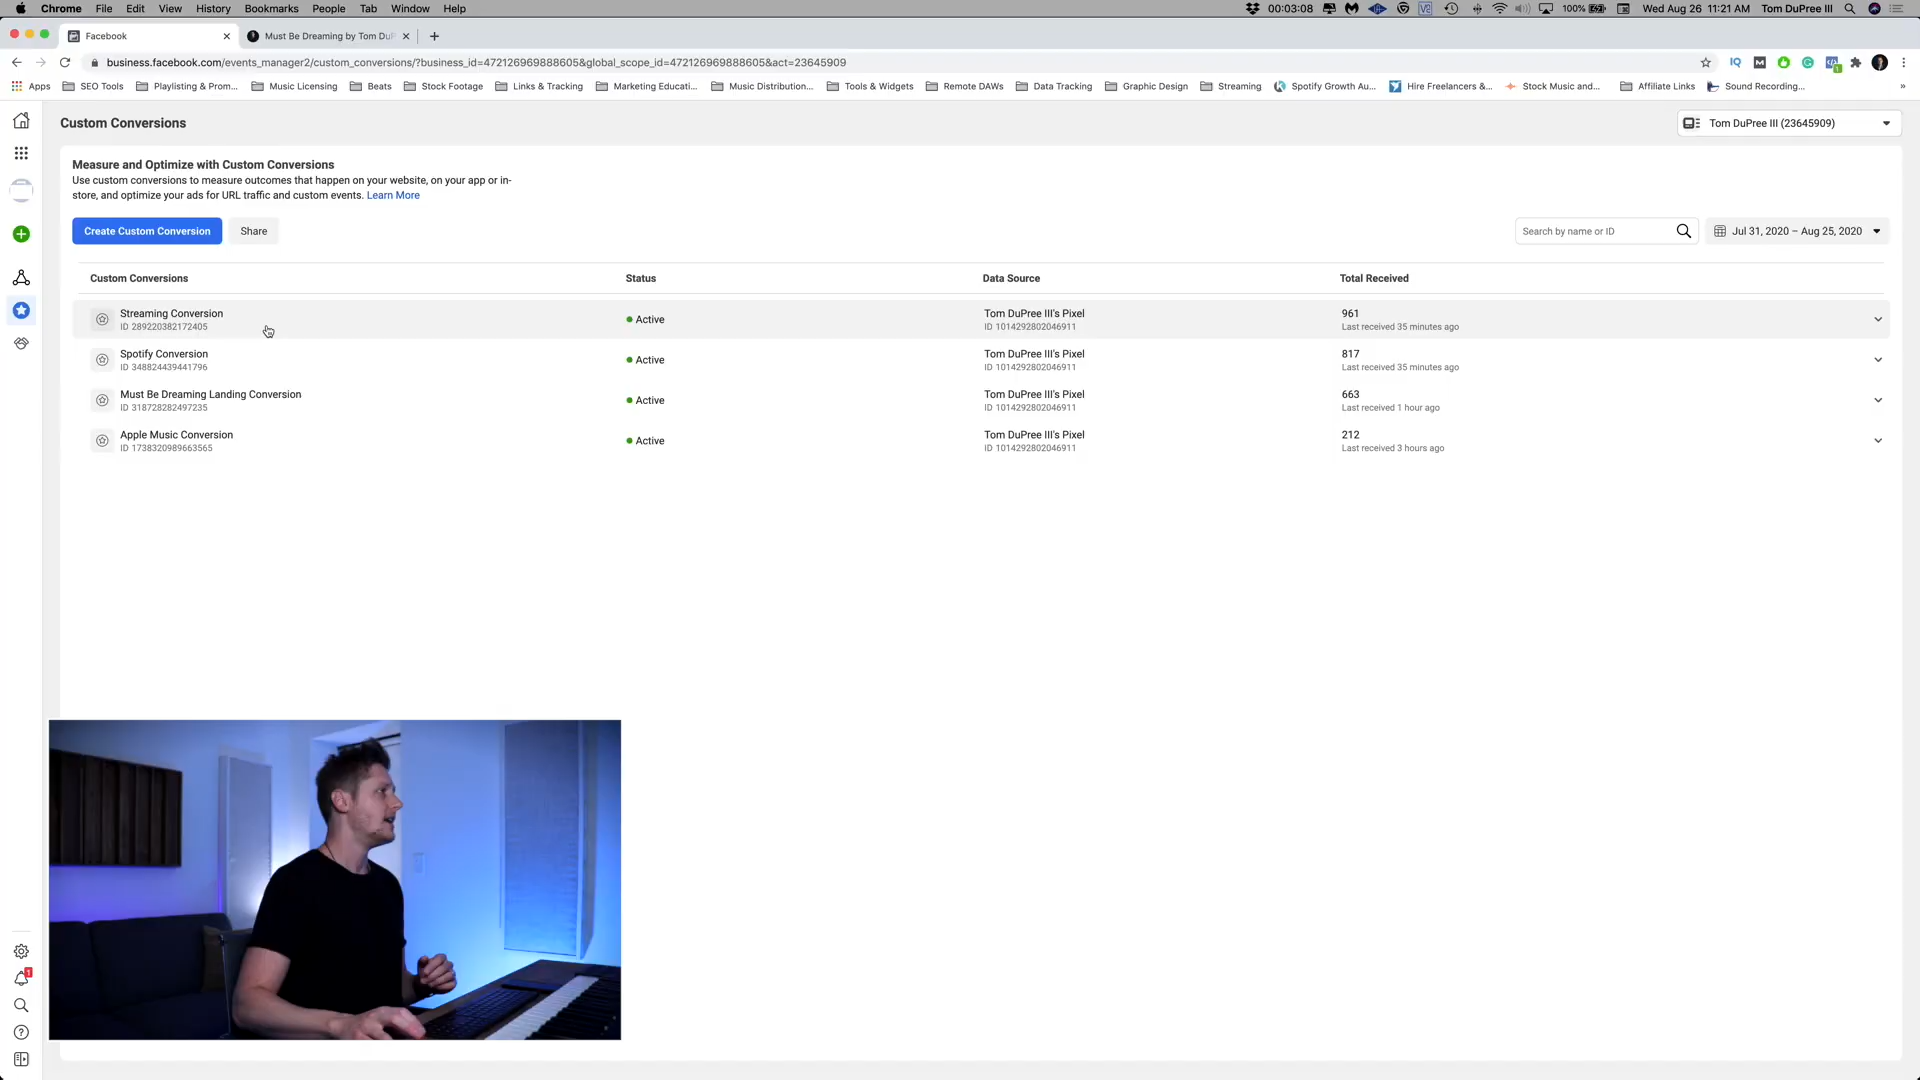 Chrome File Edit View History Bookmarks People Tab Window Help 00:03:08 100% Wed Aug 26 11:21 AM Tom DuPree III
Facebook Must Be Dreaming by Tom DuP
business.facebook.com/events_manager2/custom_conversions/?business_id=472126969888605&global_scope_id=472126969888605&act=23645909
Apps SEO Tools Playlisting & Prom... Music Licensing Beats Stock Footage Links & Tracking Marketing Educati... Music Distribution... Tools & Widgets Remote DAWs Data Tracking Graphic Design Streaming Spotify Growth Au... Hire Freelancers &... Stock Music and... Affiliate Links Sound Recording... »
Custom Conversions
Tom DuPree III (23645909)
Measure and Optimize with Custom Conversions
Use custom conversions to measure outcomes that happen on your website, on your app or in-
store, and optimize your ads for URL traffic and custom events. Learn More
Create Custom Conversion Share
Search by name or ID Jul 31, 2020 – Aug 25, 2020
Custom Conversions Status Data Source Total Received
Streaming Conversion Active Tom DuPree III's Pixel 961
ID 289220382172405 ID 1014292802046911 Last received 35 minutes ago
Spotify Conversion Active Tom DuPree III's Pixel 817
ID 348824439441796 ID 1014292802046911 Last received 35 minutes ago
Must Be Dreaming Landing Conversion Active Tom DuPree III's Pixel 663
ID 318728282497235 ID 1014292802046911 Last received 1 hour ago
Apple Music Conversion Active Tom DuPree III's Pixel 212
ID 1738320989663565 ID 1014292802046911 Last received 3 hours ago
1